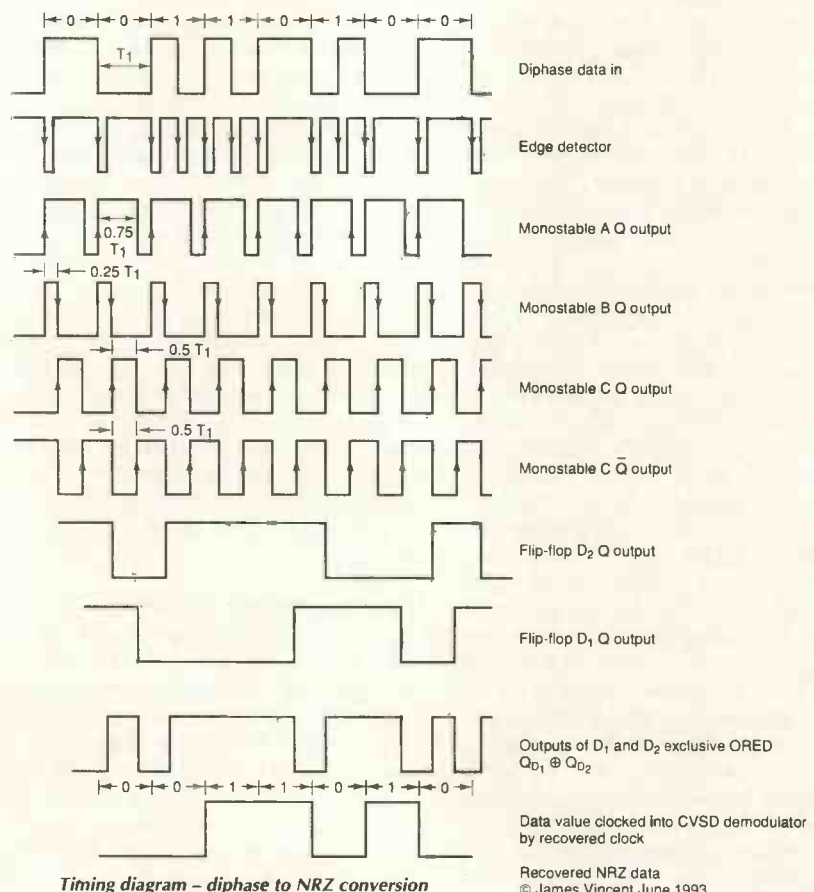 0 0 1 1 0 1 0 0
T1
Diphase data in
Edge detector
0.75
T1
Monostable A Q output
0.25 T1
Monostable B Q output
0.5 T1
Monostable C Q output
0.5 T1
Monostable C Q̅ output
Flip-flop D2 Q output
Flip-flop D1 Q output
Outputs of D1 and D2 exclusive ORED
QD1 ⊕ QD2
0 0 1 1 0 1 0
Data value clocked into CVSD demodulator
by recovered clock
Timing diagram – diphase to NRZ conversion
Recovered NRZ data
© James Vincent June 1993